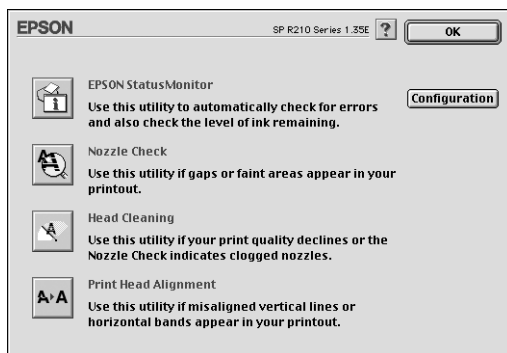 EPSON
SP R210 Series 1.35E
?
OK
EPSON StatusMonitor
Use this utility to automatically check for errors
and also check the level of ink remaining.
Configuration
Nozzle Check
Use this utility if gaps or faint areas appear in your
printout.
Head Cleaning
Use this utility if your print quality declines or the
Nozzle Check indicates clogged nozzles.
Print Head Alignment
Use this utility if misaligned vertical lines or
horizontal bands appear in your printout.